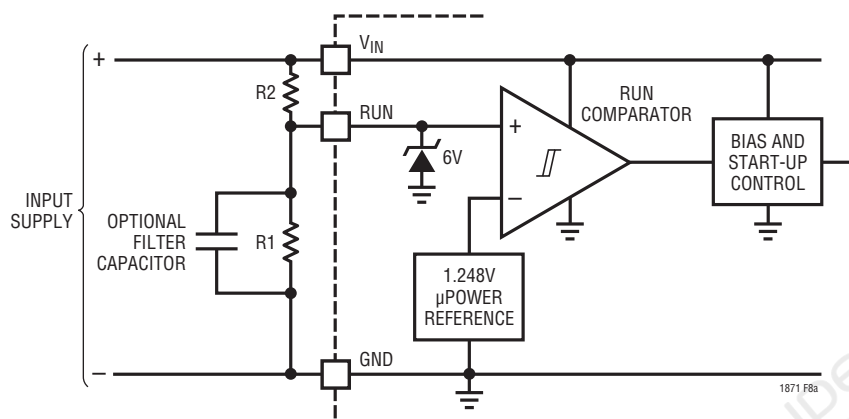 V_IN
+
R2
RUN
RUN
COMPARATOR
+
6V
BIAS AND
START-UP
CONTROL
INPUT
SUPPLY
OPTIONAL
FILTER
CAPACITOR
R1
−
1.248V
µPOWER
REFERENCE
GND
−
1871 F8a